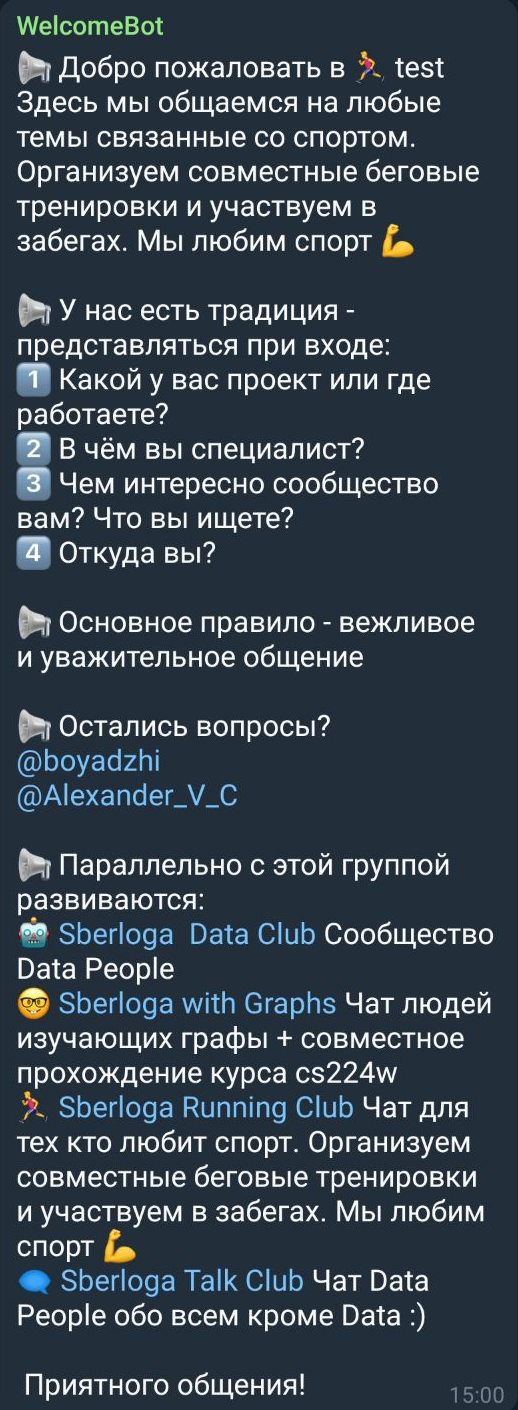 WelcomeBot
📢 Добро пожаловать в 🏃 test
Здесь мы общаемся на любые
темы связанные со спортом.
Организуем совместные беговые
тренировки и участвуем в
забегах. Мы любим спорт 💪
📢 У нас есть традиция -
представляться при входе:
1️⃣ Какой у вас проект или где
работаете?
2️⃣ В чём вы специалист?
3️⃣ Чем интересно сообщество
вам? Что вы ищете?
4️⃣ Откуда вы?
📢 Основное правило - вежливое
и уважительное общение
📢 Остались вопросы?
@boyadzhi
@Alexander_V_C
📢 Параллельно с этой группой
развиваются:
🤖 Sberloga  Data Club Сообщество
Data People
🤓 Sberloga with Graphs Чат людей
изучающих графы + совместное
прохождение курса cs224w
🏃 Sberloga Running Club Чат для
тех кто любит спорт. Организуем
совместные беговые тренировки
и участвуем в забегах. Мы любим
спорт 💪
🗨 Sberloga Talk Club Чат Data
People обо всем кроме Data :)
Приятного общения!
15:00